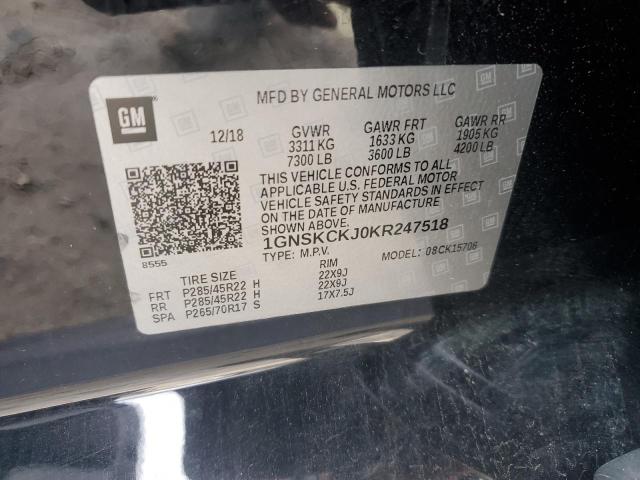 GM
MFD BY GENERAL MOTORS LLC
12/18 GVWR GAWR FRT GAWR RR
3311 KG 1633 KG 1905 KG
7300 LB 3600 LB 4200 LB
THIS VEHICLE CONFORMS TO ALL
APPLICABLE U.S. FEDERAL MOTOR
VEHICLE SAFETY STANDARDS IN EFFECT
ON DATE OF MANUFACTURE
1GNSKCKJ0KR247518
8555
TYPE: M.P.V. MODEL: 08CK15706
TIRE SIZE RIM
FRT P285/45R22 H 22X9J
RR P285/45R22 H 22X9J
SPA P265/70R17 S 17X7.5J